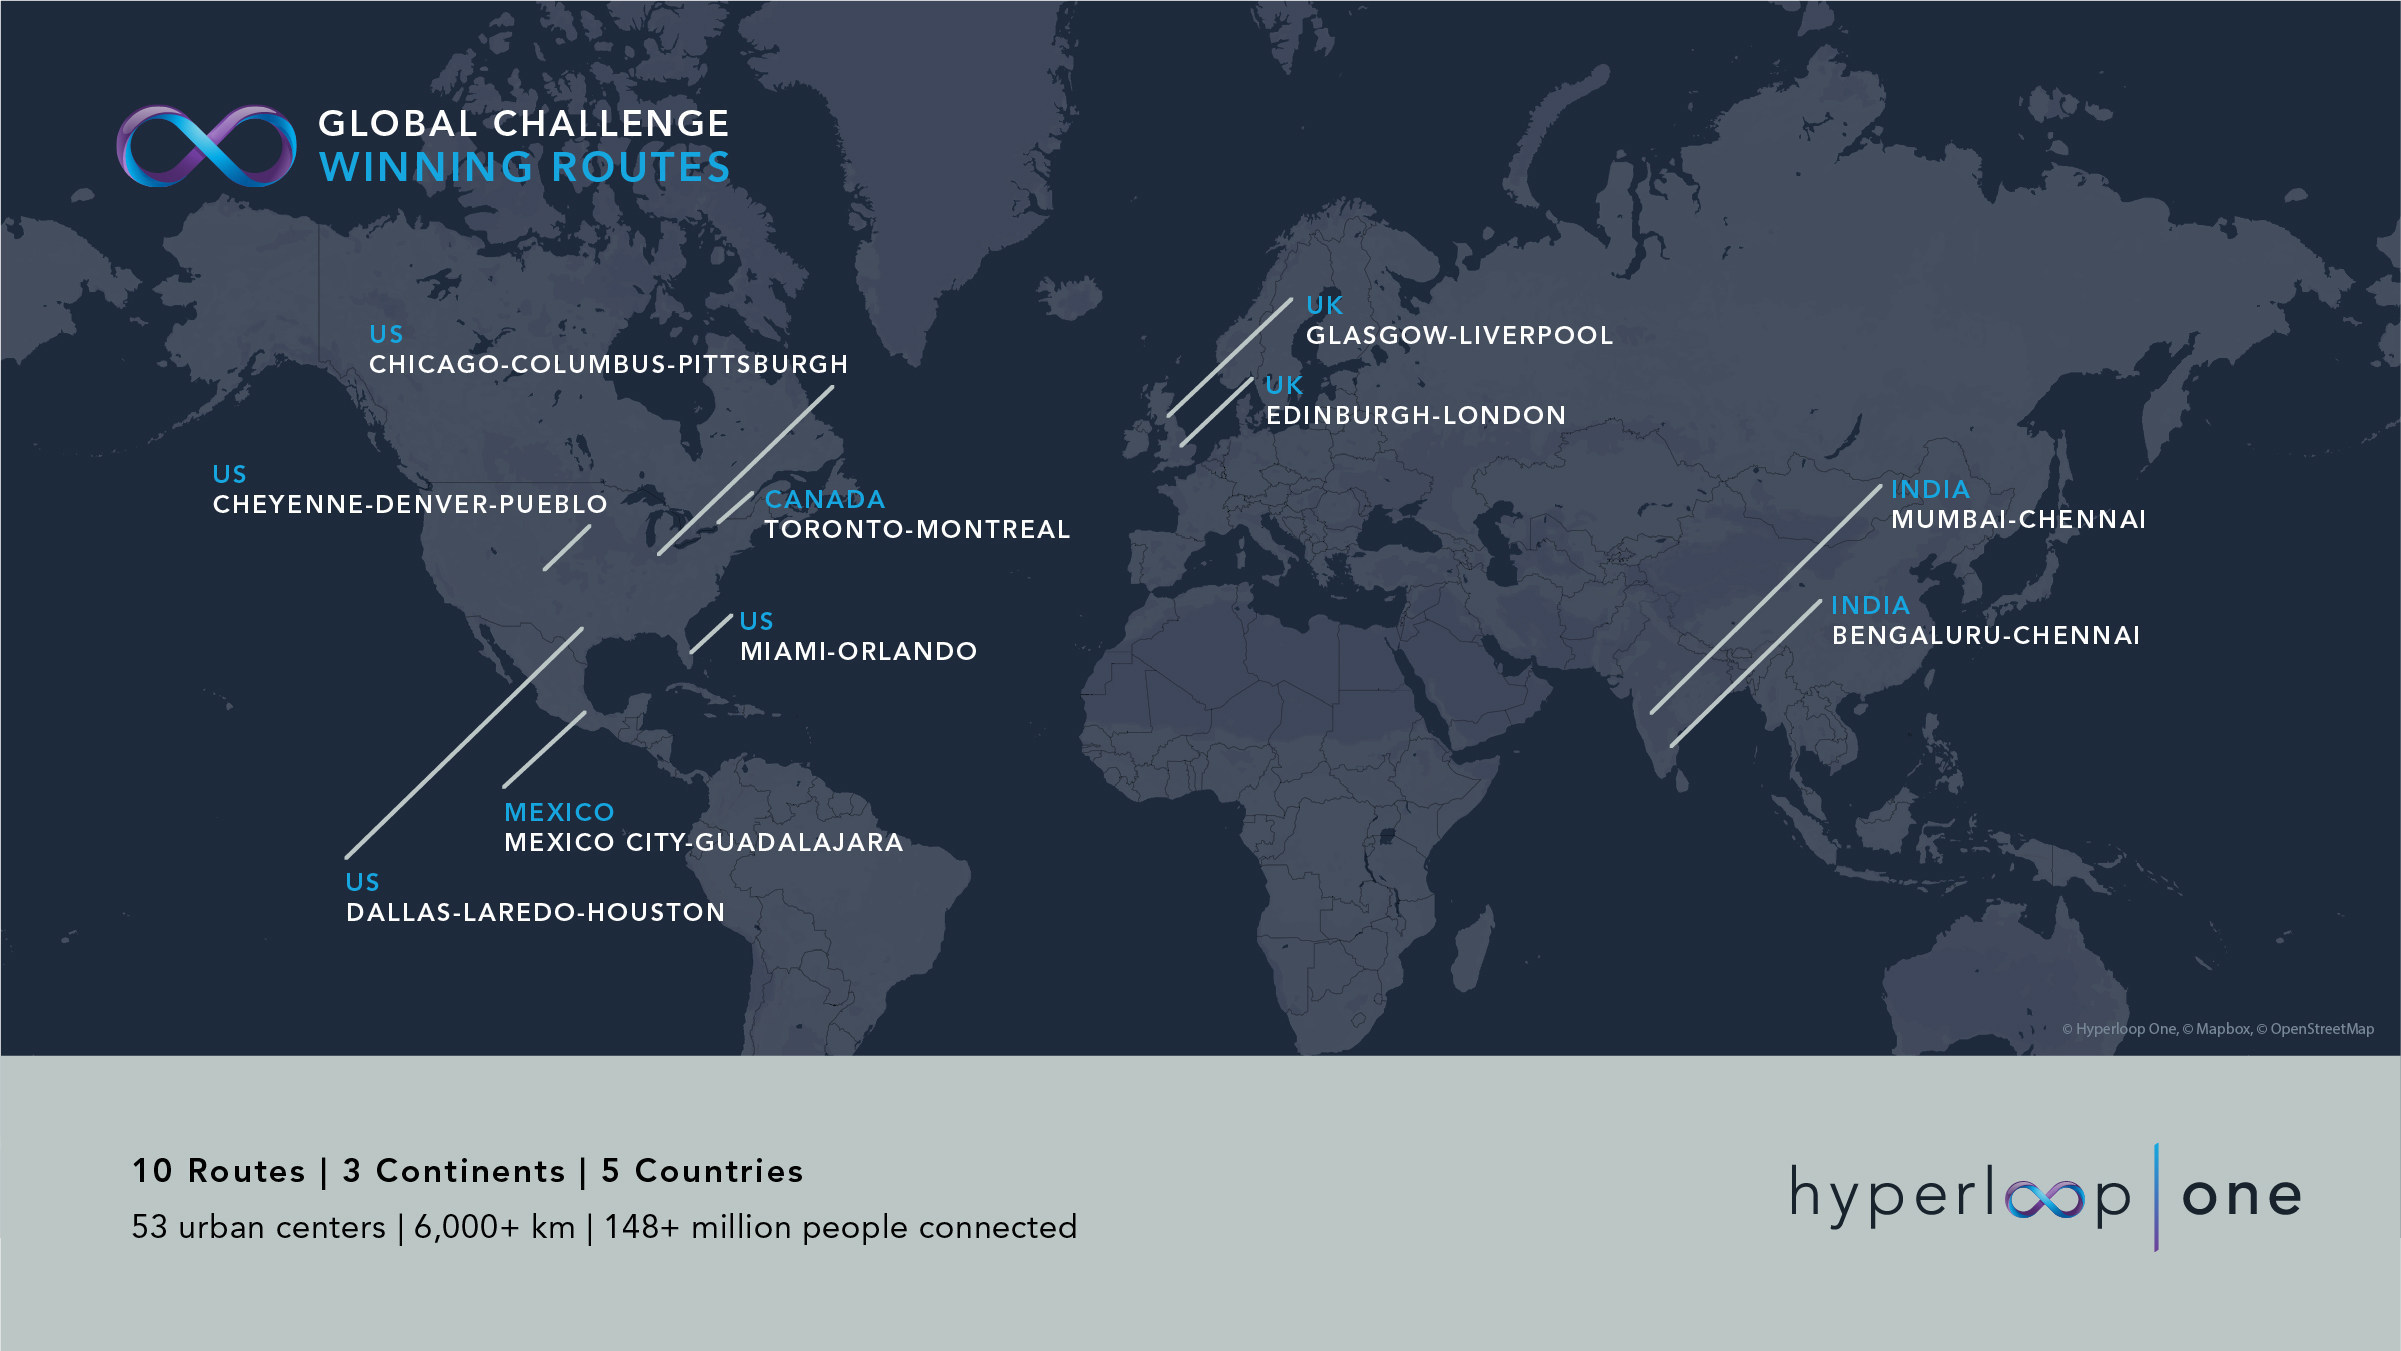 GLOBAL CHALLENGE
WINNING ROUTES
US
CHICAGO-COLUMBUS-PITTSBURGH
US
CHEYENNE-DENVER-PUEBLO
CANADA
TORONTO-MONTREAL
US
MIAMI-ORLANDO
MEXICO
MEXICO CITY-GUADALAJARA
US
DALLAS-LAREDO-HOUSTON
UK
GLASGOW-LIVERPOOL
UK
EDINBURGH-LONDON
INDIA
MUMBAI-CHENNAI
INDIA
BENGALURU-CHENNAI
© Hyperloop One, © Mapbox, © OpenStreetMap
10 Routes | 3 Continents | 5 Countries
53 urban centers | 6,000+ km | 148+ million people connected
hyperloop | one